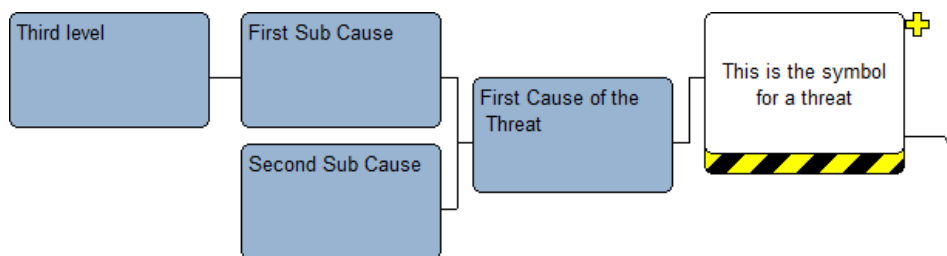 Third level
First Sub Cause
Second Sub Cause
First Cause of the
Threat
This is the symbol
for a threat